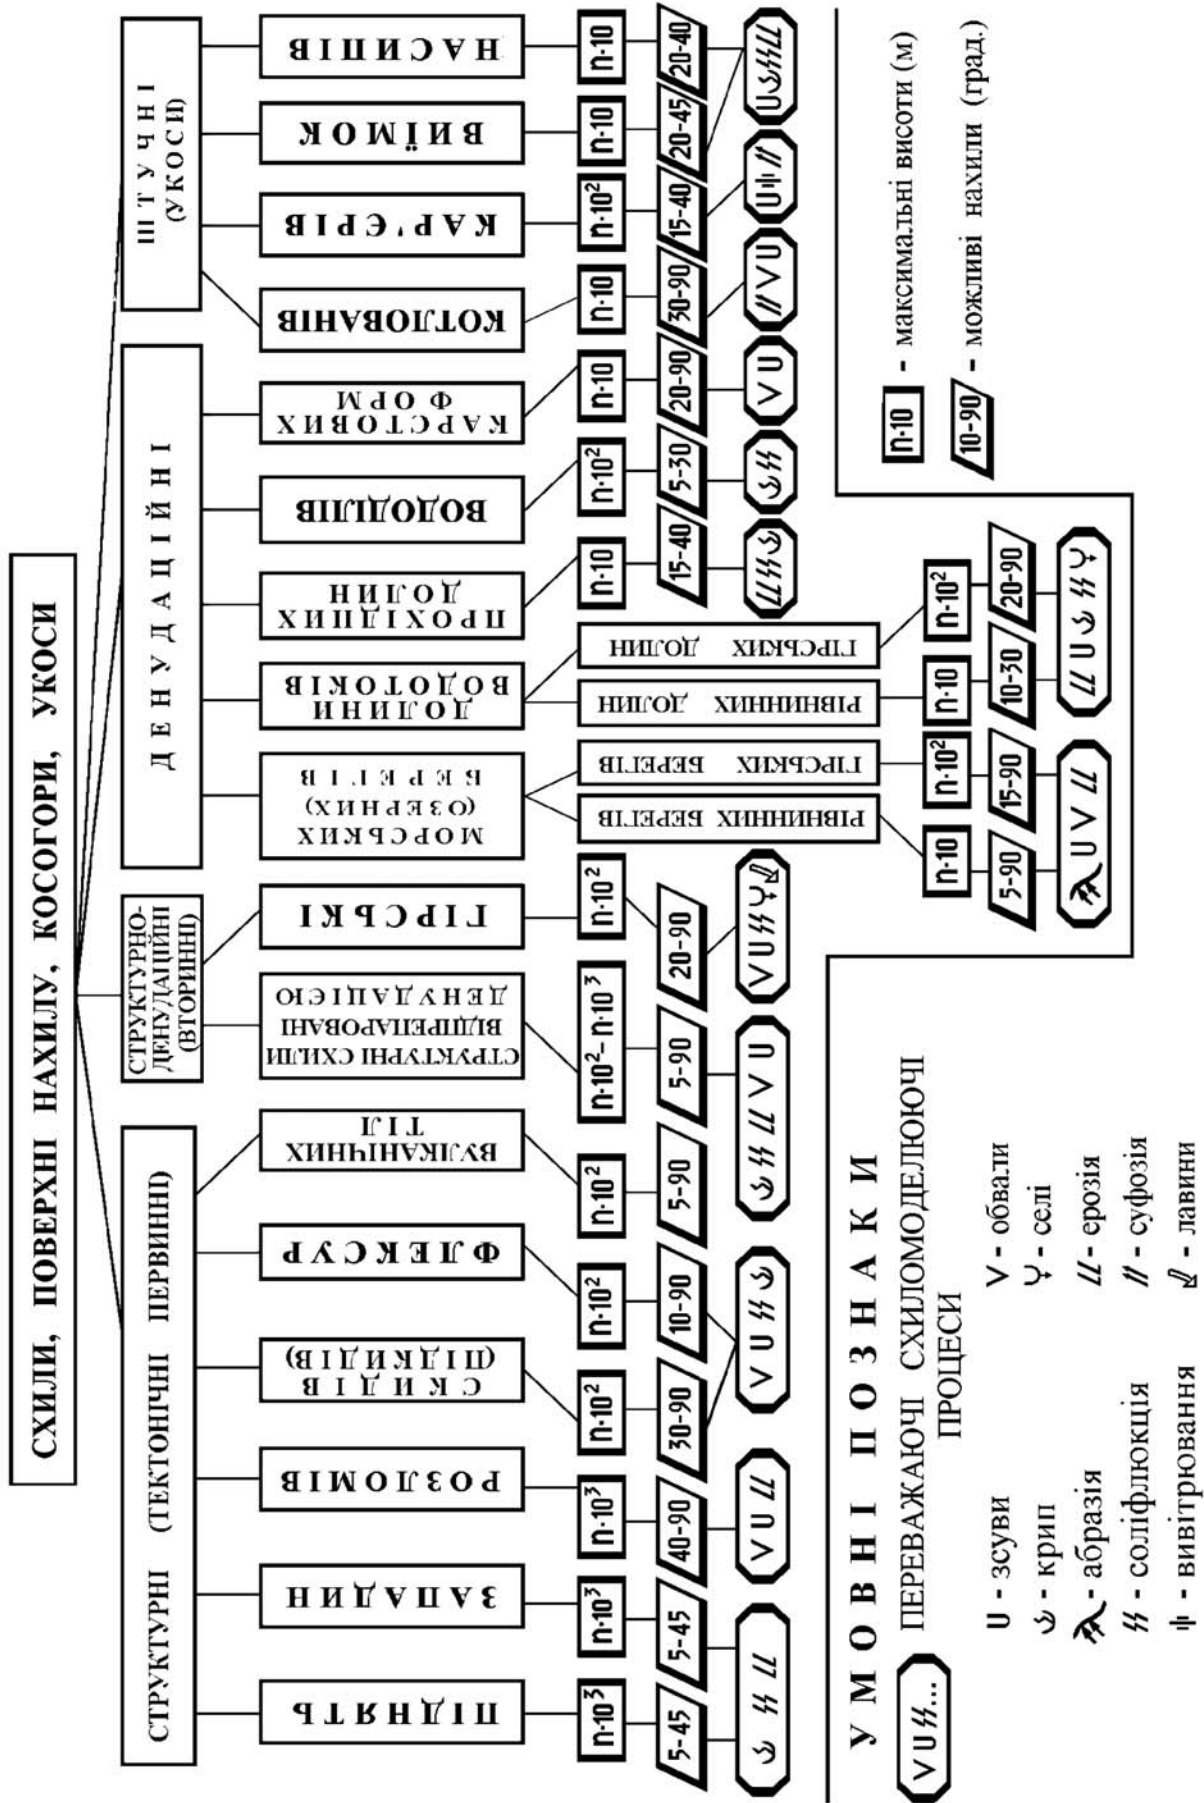 СХИЛИ, ПОВЕРХНІ НАХИЛУ, КОСОГОРИ, УКОСИ
СТРУКТУРНІ (ТЕКТОНІЧНІ ПЕРВИННІ)
СТРУКТУРНО-
ДЕНУДАЦІЙНІ
(ВТОРИННІ)
ДЕНУДАЦІЙНІ
ШТУЧНІ
(УКОСИ)
ПІДНЯТЬ
ЗАПАДИН
РОЗЛОМІВ
СКИДІВ
(ПІДКИДІВ)
ФЛЕКСУР
ВУЛКАНІЧНИХ
ТІЛ
СТРУКТУРНІ СХИЛИ
ВІДПРЕПАРОВАНІ
ДЕНУДАЦІЄЮ
ГІРСЬКІ
МОРСЬКИХ
(ОЗЕРНИХ)
БЕРЕГІВ
ДОЛИНИ
ВОДОТОКІВ
ПРОХІДНИХ
ДОЛИН
ВОДОДІЛІВ
КАРСТОВИХ
ФОРМ
КОТЛОВАНІВ
КАР'ЄРІВ
ВИЇМОК
НАСИПІВ
n·10³
n·10³
n·10³
n·10²
n·10²
n·10²
n·10²– n·10³
n·10²
n·10
n·10²
n·10
n·10
n·10²
n·10
n·10
5-45
5-45
40-90
30-90
10-90
5-90
5-90
20-90
15-40
5-30
20-90
30-90
15-40
20-45
20-40
РІВНИННИХ БЕРЕГІВ
ГІРСЬКИХ БЕРЕГІВ
РІВНИННИХ ДОЛИН
ГІРСЬКИХ ДОЛИН
n·10
n·10²
n·10
n·10²
5-90
15-90
10-30
20-90
УМОВНІ ПОЗНАКИ
ПЕРЕВАЖАЮЧІ СХИЛОМОДЕЛЮЮЧІ
ПРОЦЕСИ
- зсуви
- крип
- абразія
- соліфлюкція
- вивітрювання
- обвали
- селі
- ерозія
- суфозія
- лавини
n·10 - максимальні висоти (м)
10-90 - можливі нахили (град.)